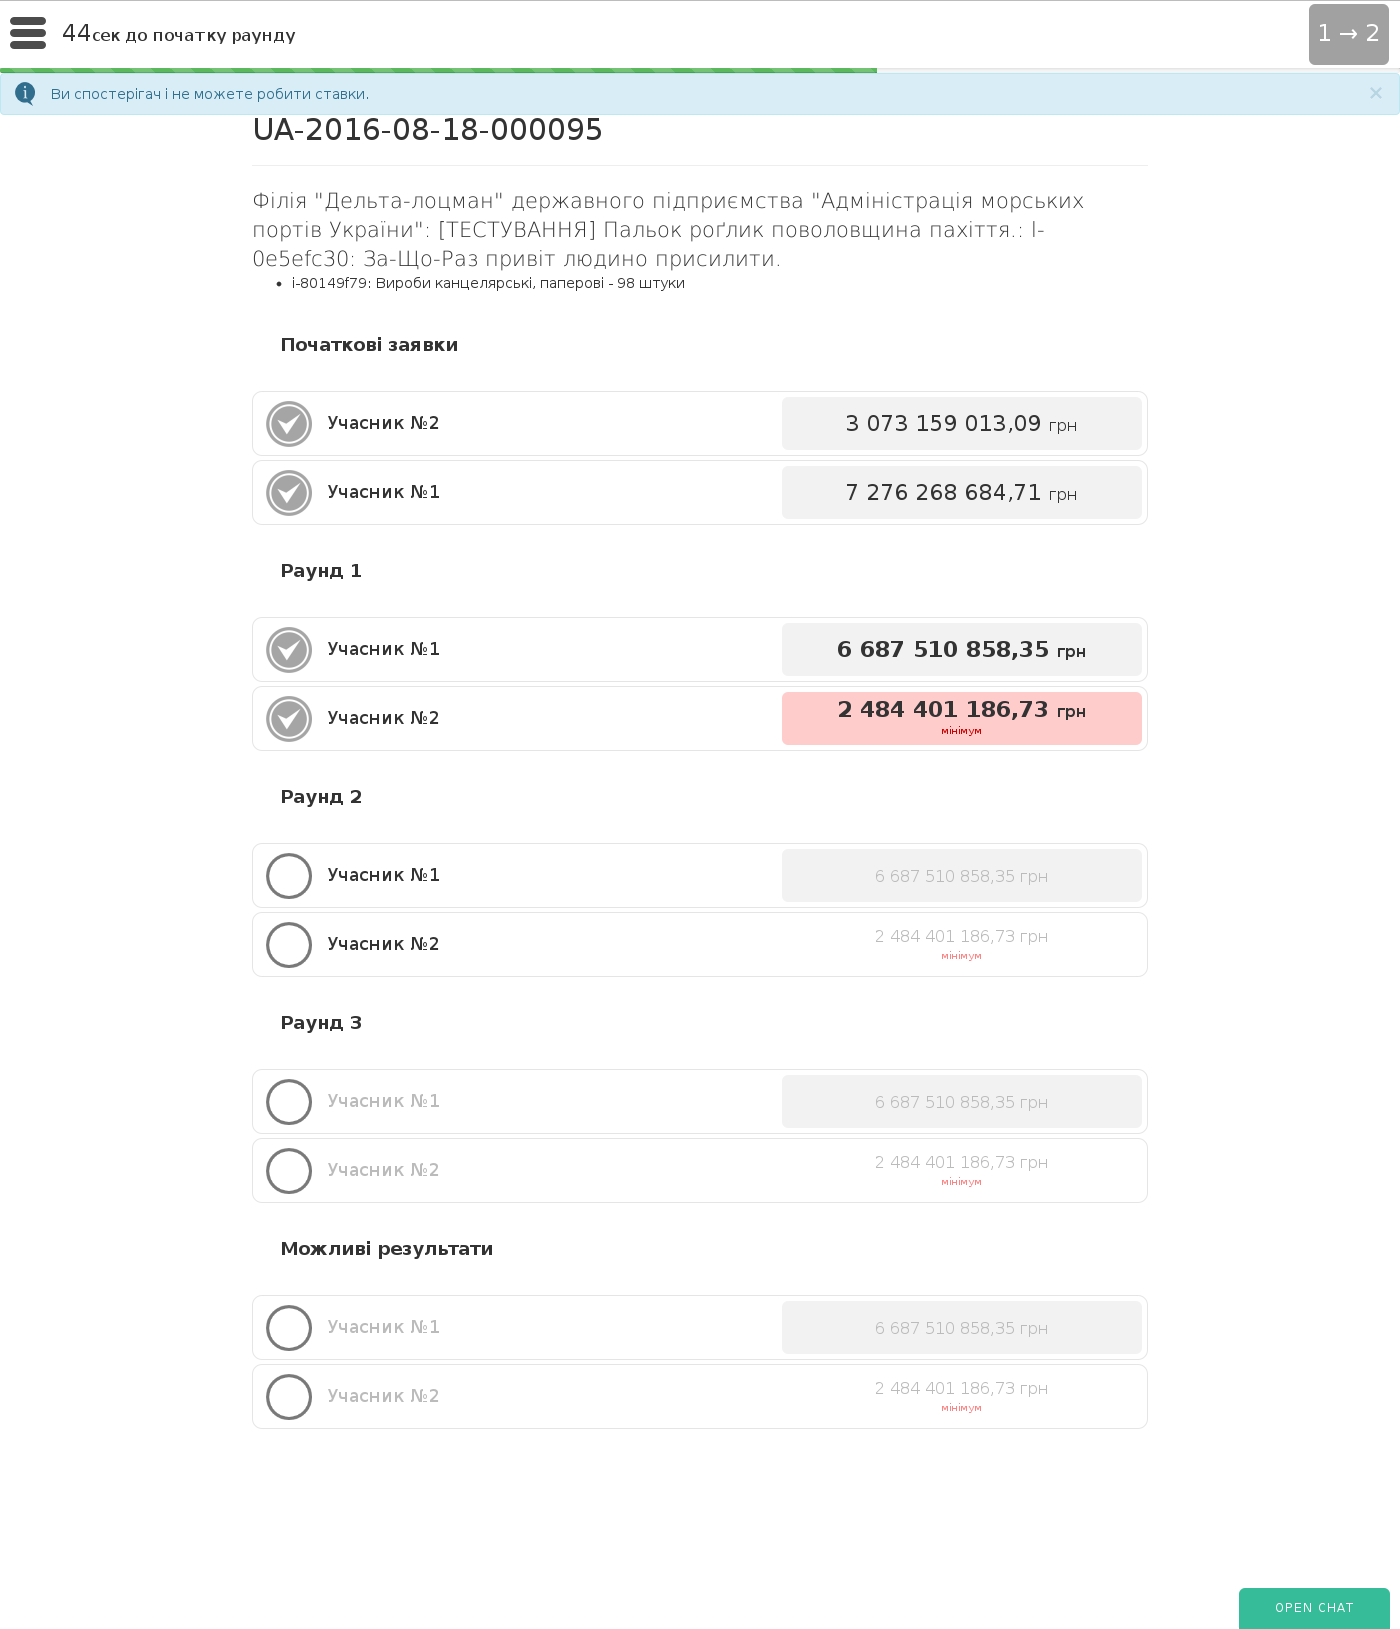 44сек до початку раунду
1 → 2
Ви спостерігач і не можете робити ставки.
×
UA-2016-08-18-000095
Філія "Дельта-лоцман" державного підприємства "Адміністрація морських
портів України": [ТЕСТУВАННЯ] Пальок роґлик поволовщина пахіття.: I-
0e5efc30: За-Що-Раз привіт людино присилити.
• i-80149f79: Вироби канцелярські, паперові - 98 штуки
Початкові заявки
Учасник №2 3 073 159 013,09 грн
Учасник №1 7 276 268 684,71 грн
Раунд 1
Учасник №1 6 687 510 858,35 грн
Учасник №2 2 484 401 186,73 грн
мінімум
Раунд 2
Учасник №1 6 687 510 858,35 грн
Учасник №2 2 484 401 186,73 грн
мінімум
Раунд 3
Учасник №1 6 687 510 858,35 грн
Учасник №2 2 484 401 186,73 грн
мінімум
Можливі результати
Учасник №1 6 687 510 858,35 грн
Учасник №2 2 484 401 186,73 грн
мінімум
OPEN CHAT